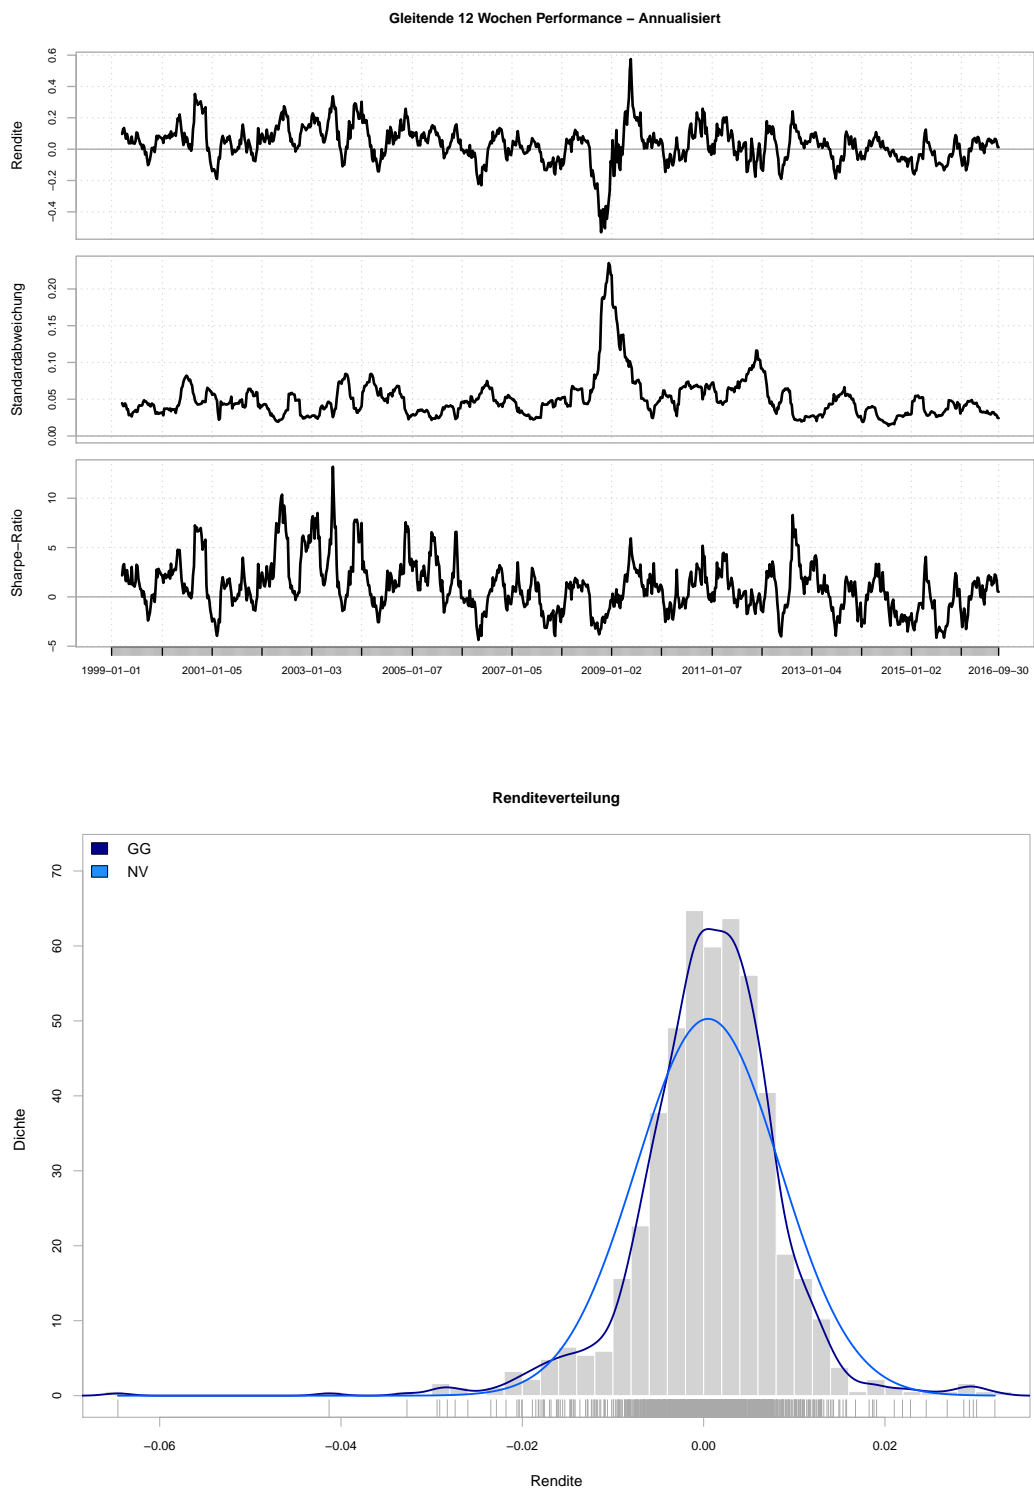 Gleitende 12 Wochen Performance – Annualisiert
Rendite
0.6
0.4
0.2
0.0
−0.2
−0.4
Standardabweichung
0.20
0.15
0.10
0.05
0.00
Sharpe−Ratio
10
5
0
−5
1999−01−01 2001−01−05 2003−01−03 2005−01−07 2007−01−05 2009−01−02 2011−01−07 2013−01−04 2015−01−02 2016−09−30
Renditeverteilung
GG
NV
Dichte
70
60
50
40
30
20
10
0
−0.06 −0.04 −0.02 0.00 0.02
Rendite